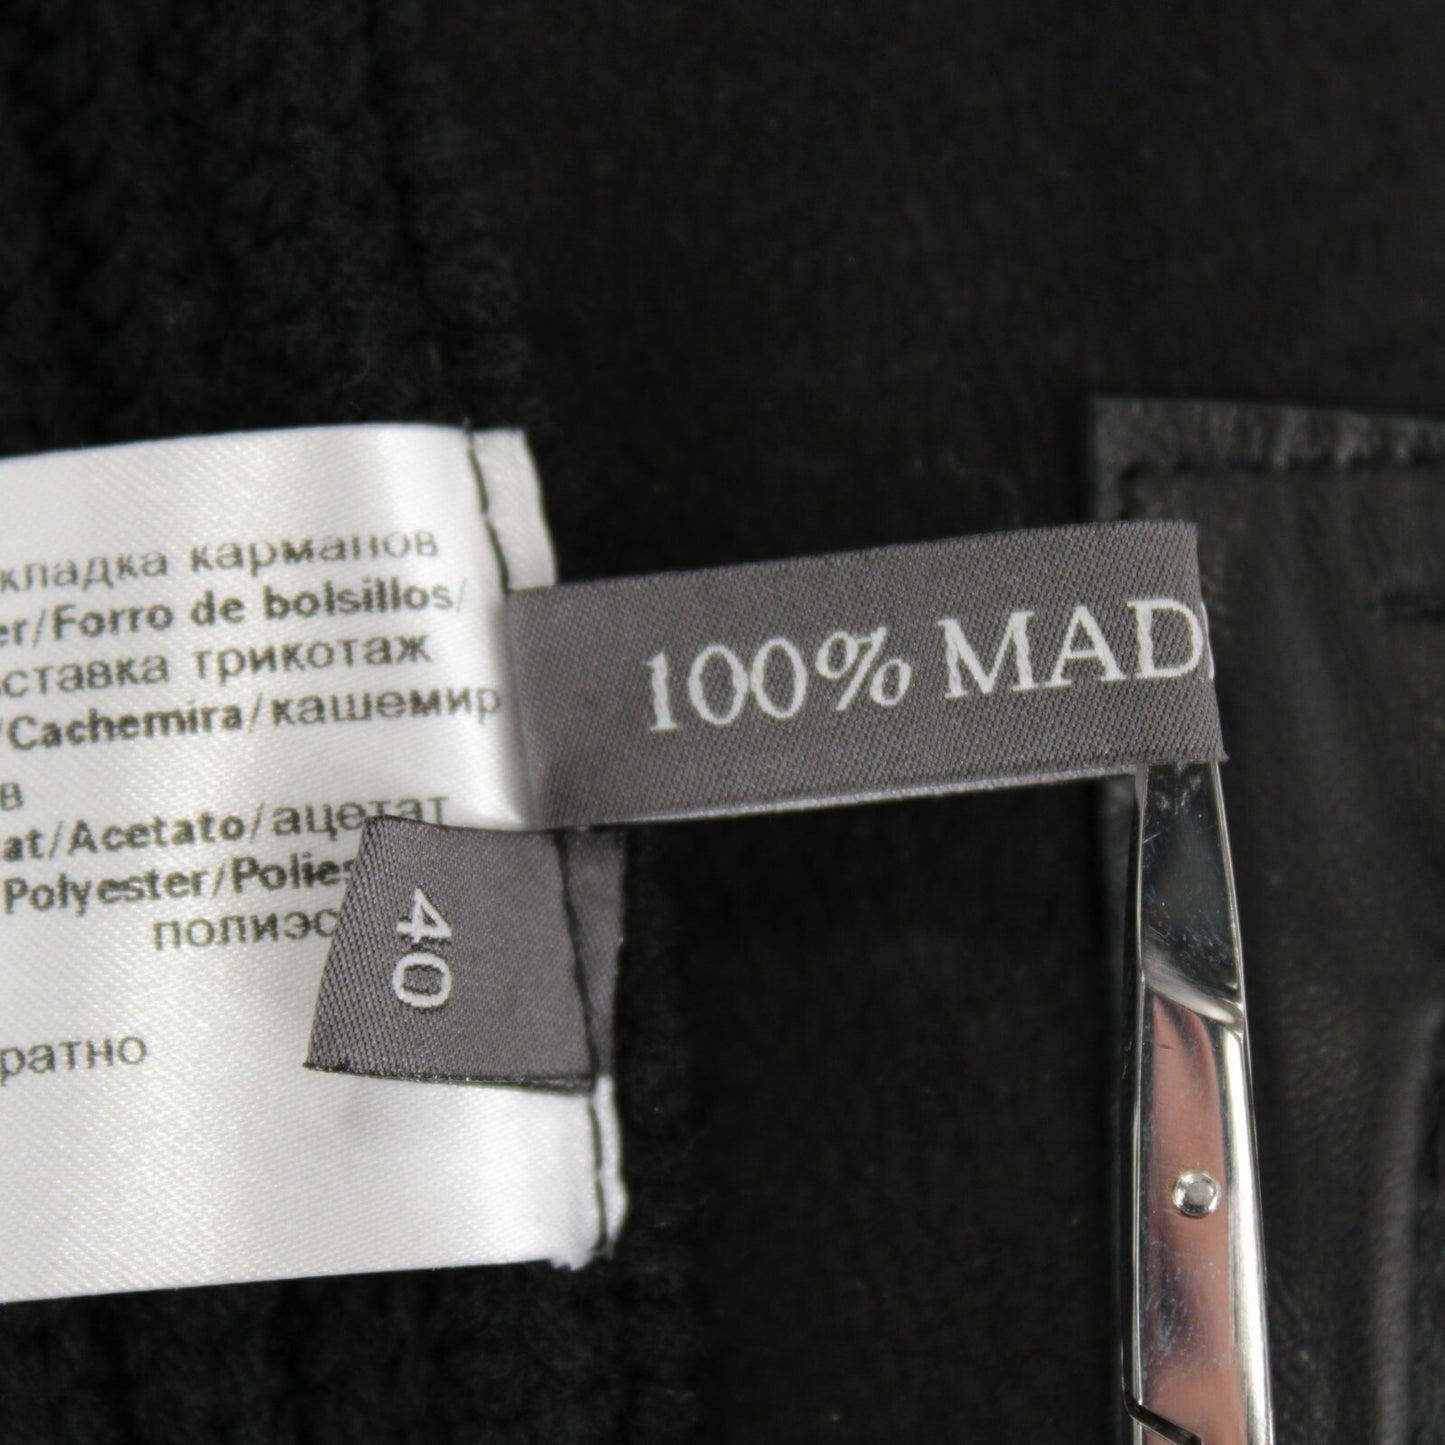 кладка карманов
er/Forro de bolsillos/
ставка трикотаж
/Cachemira/кашемир
в
at/Acetato/ацетат
Polyester/Polies
полиэс
ратно
100% MAD
40